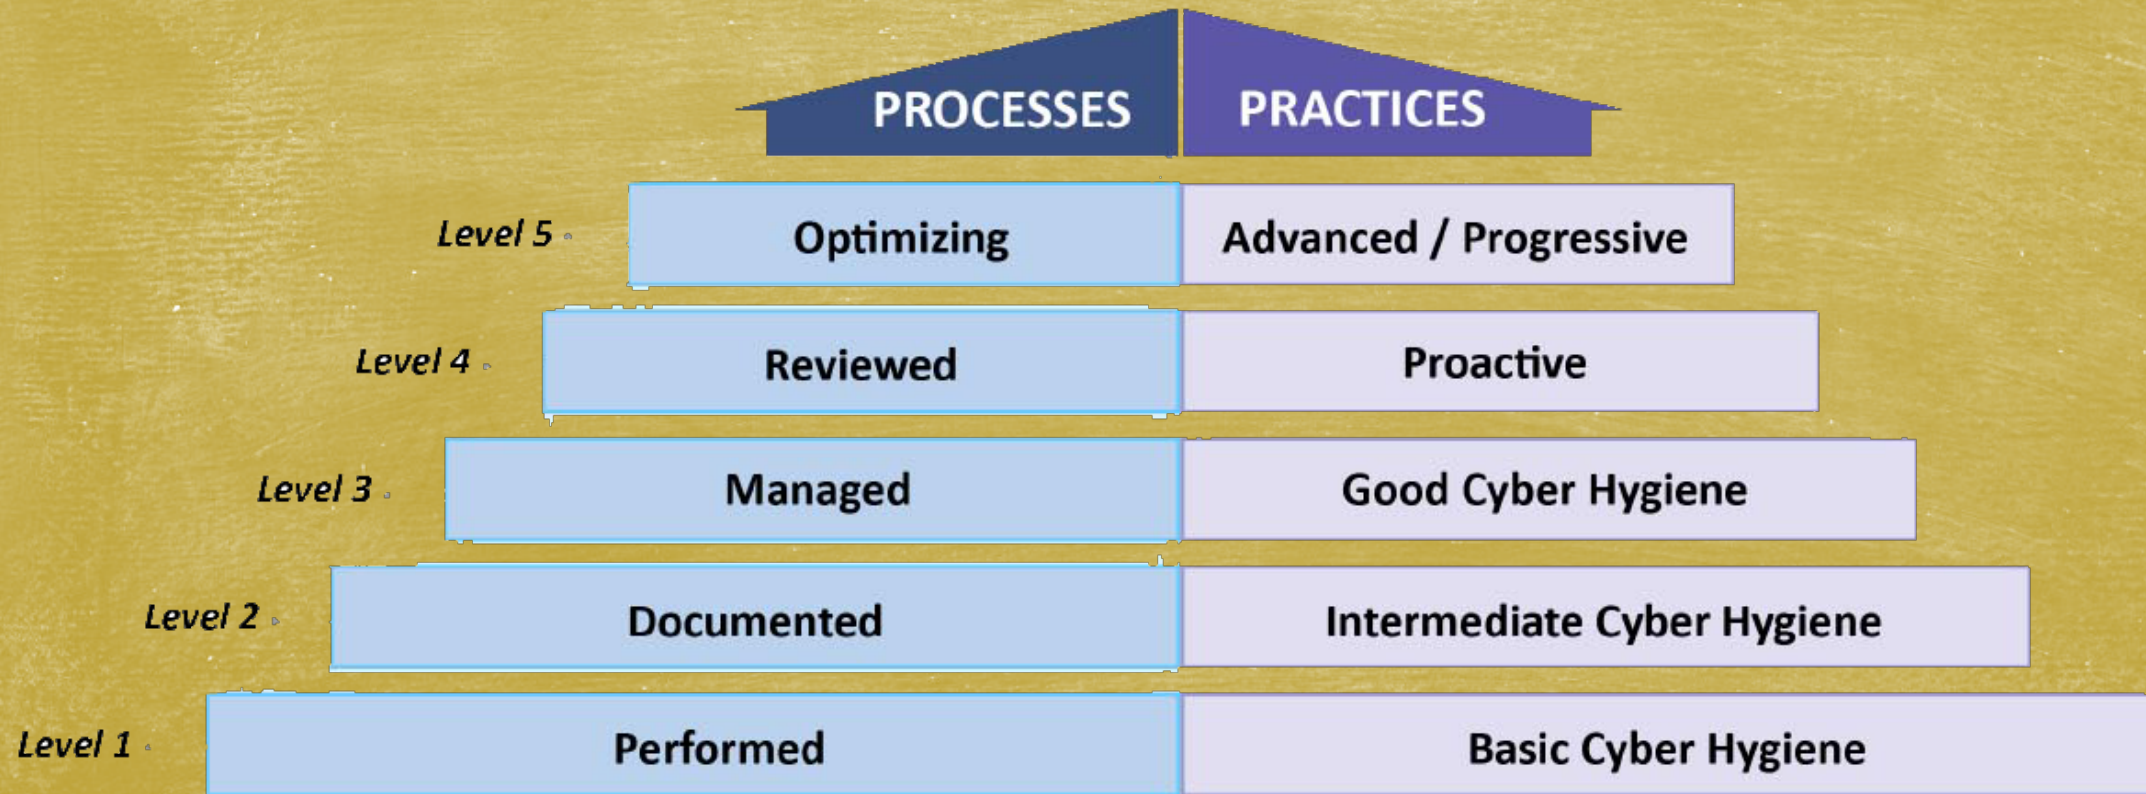 PROCESSES PRACTICES
Level 5 Optimizing Advanced / Progressive
Level 4 Reviewed Proactive
Level 3 Managed Good Cyber Hygiene
Level 2 Documented Intermediate Cyber Hygiene
Level 1 Performed Basic Cyber Hygiene